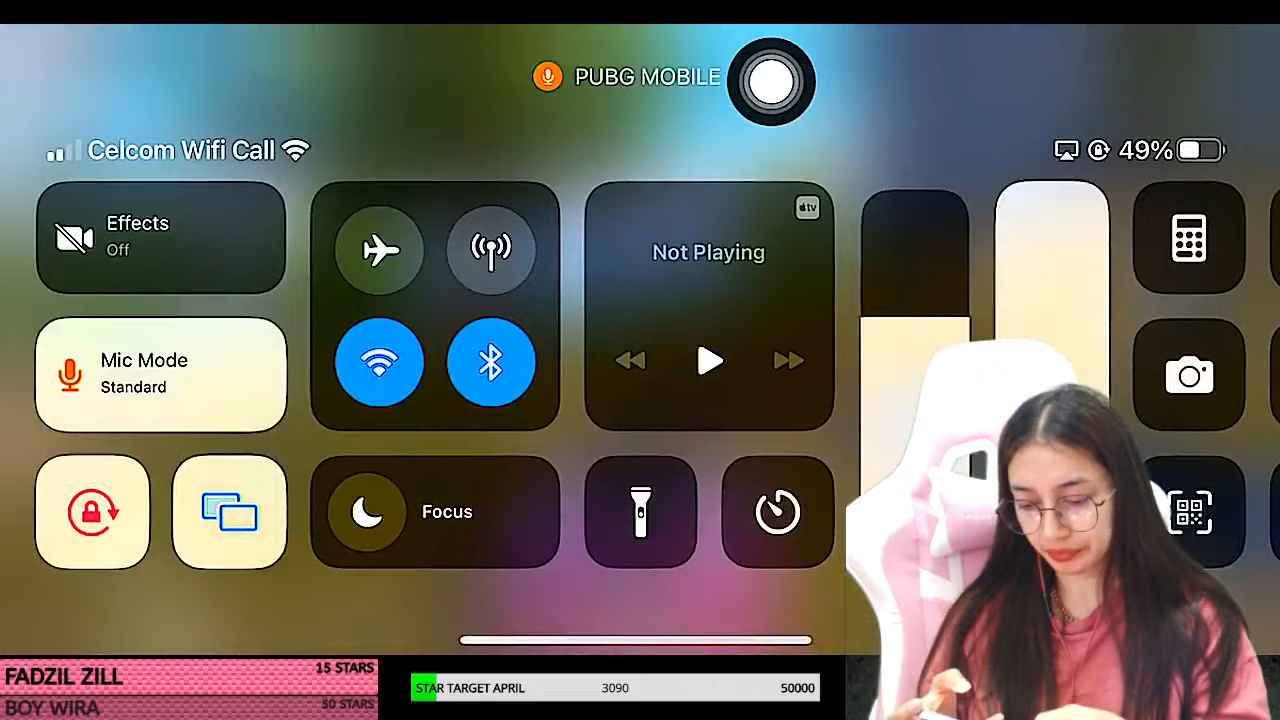 PUBG MOBILE
Celcom Wifi Call
49%
Effects
Off
tv
Not Playing
Mic Mode
Standard
Focus
FADZIL ZILL
15 STARS
BOY WIRA
50 STARS
STAR TARGET APRIL
3090
50000